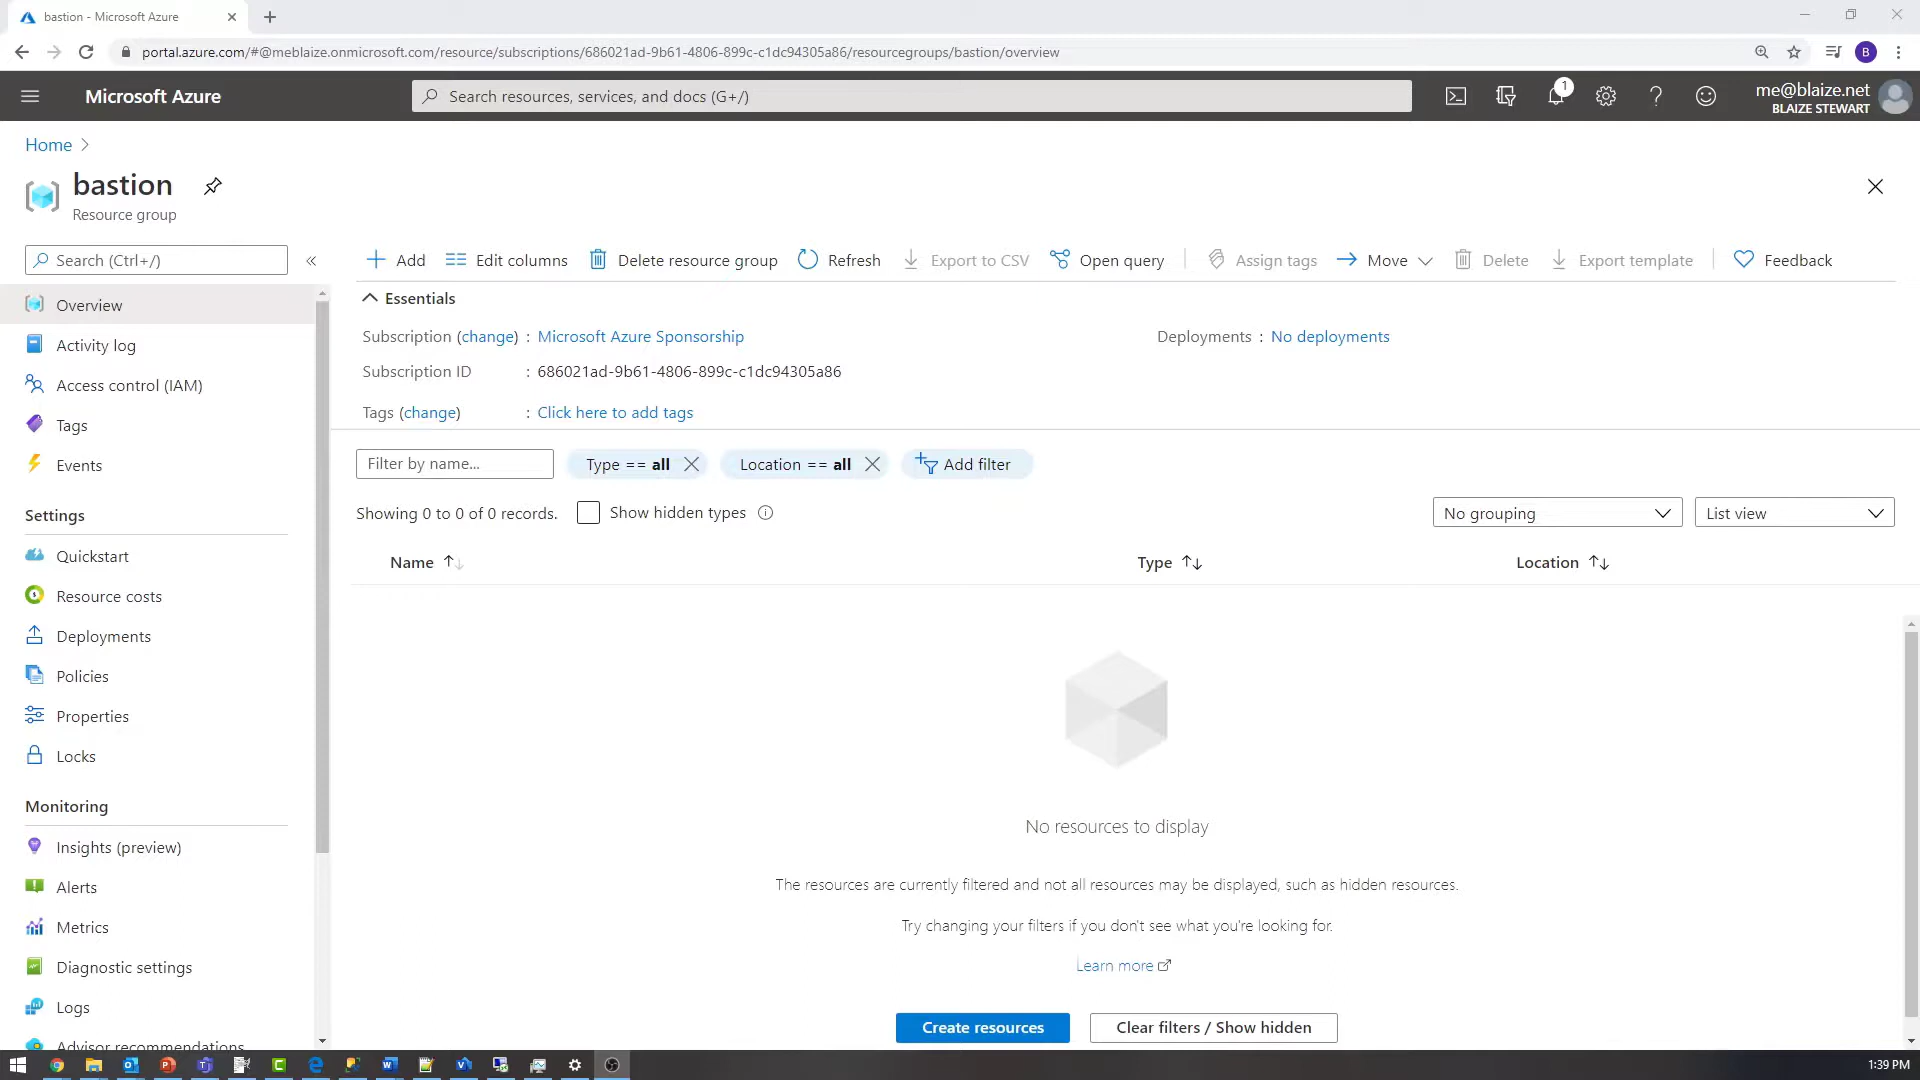 bastion - Microsoft Azure
portal.azure.com/#@meblaize.onmicrosoft.com/resource/subscriptions/686021ad-9b61-4806-899c-c1dc94305a86/resourcegroups/bastion/overview
B
Microsoft Azure
Search resources, services, and docs (G+/)
1
me@blaize.net
BLAIZE STEWART
Home
bastion
Resource group
Search (Ctrl+/)
Add
Edit columns
Delete resource group
Refresh
Export to CSV
Open query
Assign tags
Move
Delete
Export template
Feedback
Overview
Activity log
Access control (IAM)
Tags
Events
Settings
Quickstart
Resource costs
Deployments
Policies
Properties
Locks
Monitoring
Insights (preview)
Alerts
Metrics
Diagnostic settings
Logs
Advisor recommendations
Essentials
Subscription (change) : Microsoft Azure Sponsorship
Deployments : No deployments
Subscription ID : 686021ad-9b61-4806-899c-c1dc94305a86
Tags (change) : Click here to add tags
Filter by name...
Type == all
Location == all
Add filter
Showing 0 to 0 of 0 records.
Show hidden types
No grouping
List view
Name
Type
Location
No resources to display
The resources are currently filtered and not all resources may be displayed, such as hidden resources.
Try changing your filters if you don't see what you're looking for.
Learn more
Create resources
Clear filters / Show hidden
1:39 PM